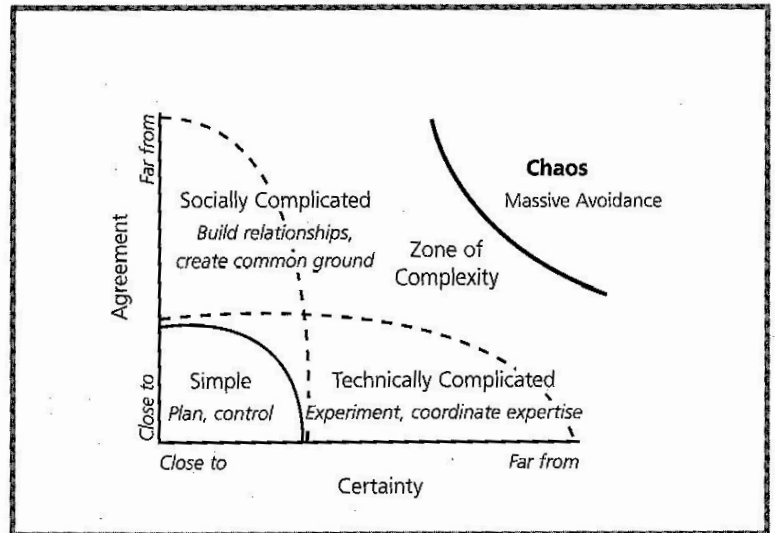 Far from
Agreement
Close to
Socially Complicated
Build relationships,
create common ground
Chaos
Massive Avoidance
Zone of
Complexity
Simple
Plan, control
Technically Complicated
Experiment, coordinate expertise
Close to
Far from
Certainty